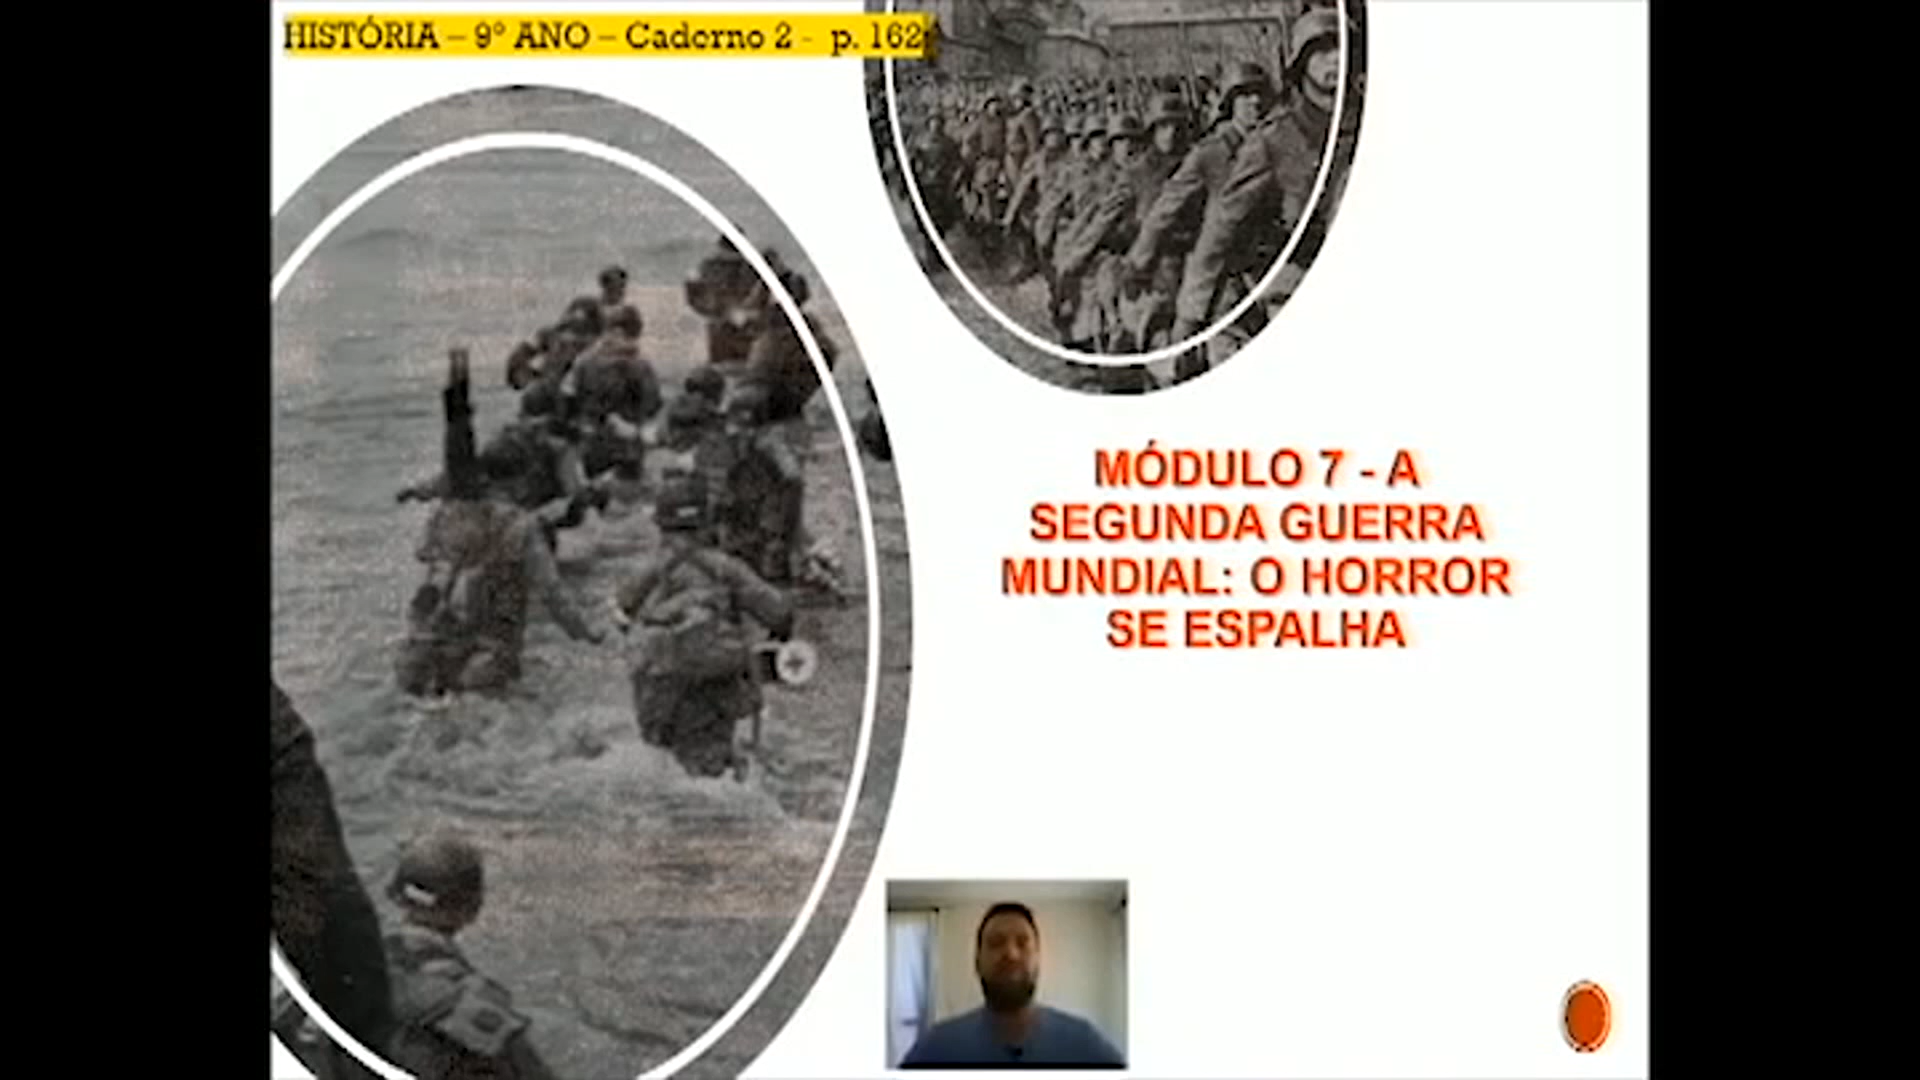 HISTÓRIA – 9º ANO – Caderno 2 - p. 162
MÓDULO 7 - A
SEGUNDA GUERRA
MUNDIAL: O HORROR
SE ESPALHA